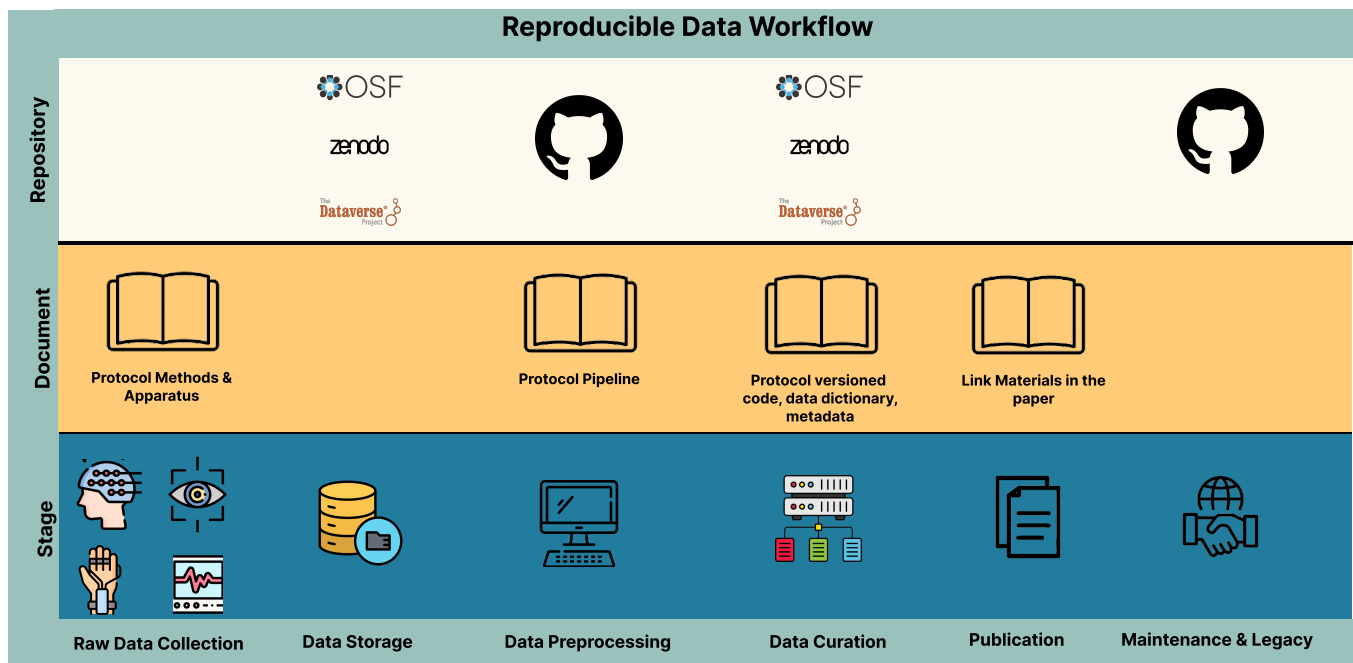 Reproducible Data Workflow
Repository
OSF
zenodo
The
Dataverse®
Project
OSF
zenodo
The
Dataverse®
Project
Document
Protocol Methods &
Apparatus
Protocol Pipeline
Protocol versioned
code, data dictionary,
metadata
Link Materials in the
paper
Stage
Raw Data Collection
Data Storage
Data Preprocessing
Data Curation
Publication
Maintenance & Legacy